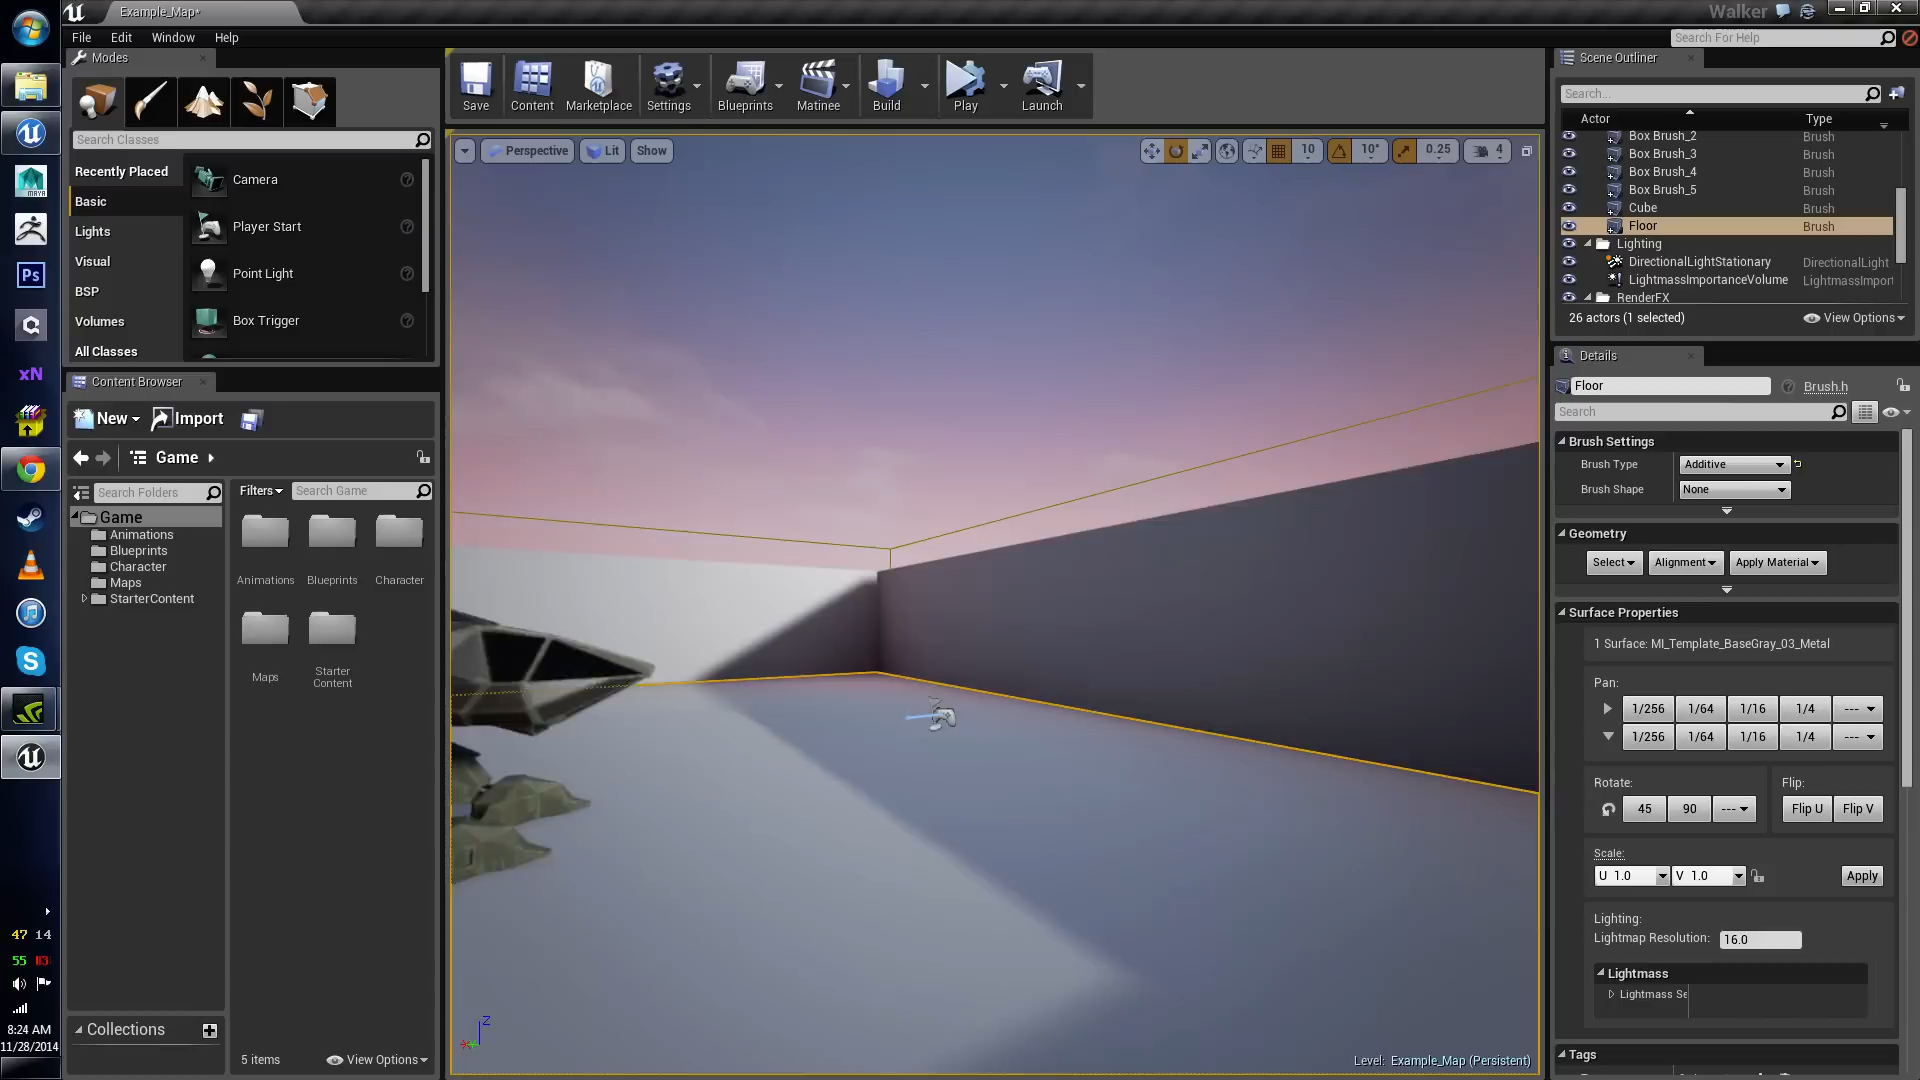 Example_Map*
Walker
File Edit Window Help
Search For Help
Modes
Search Classes
Recently Placed
Basic
Lights
Visual
BSP
Volumes
All Classes
Camera
Player Start
Point Light
Box Trigger
Save
Content
Marketplace
Settings
Blueprints
Matinee
Build
Play
Launch
Perspective
Lit
Show
10
10°
0.25
4
Scene Outliner
Search...
Actor Type
Box Brush_2 Brush
Box Brush_3 Brush
Box Brush_4 Brush
Box Brush_5 Brush
Cube Brush
Floor Brush
Lighting
DirectionalLightStationary DirectionalLight
LightmassImportanceVolume LightmassImport
RenderFX
26 actors (1 selected)
View Options
Content Browser
New
Import
Game
Search Folders
Game
Animations
Blueprints
Character
Maps
StarterContent
Filters
Search Game
Animations
Blueprints
Character
Maps
Starter
Content
Collections
5 items
View Options
Details
Floor
Brush.h
Search
Brush Settings
Brush Type Additive
Brush Shape None
Geometry
Select
Alignment
Apply Material
Surface Properties
1 Surface: MI_Template_BaseGray_03_Metal
Pan:
1/256 1/64 1/16 1/4 ---
1/256 1/64 1/16 1/4 ---
Rotate: Flip:
45 90 --- Flip U Flip V
Scale:
U 1.0 V 1.0 Apply
Lighting:
Lightmap Resolution: 16.0
Lightmass
Lightmass Se
Tags
Z
Level: Example_Map (Persistent)
MAYA
Ps
xN
47 14
55 113
8:24 AM
11/28/2014